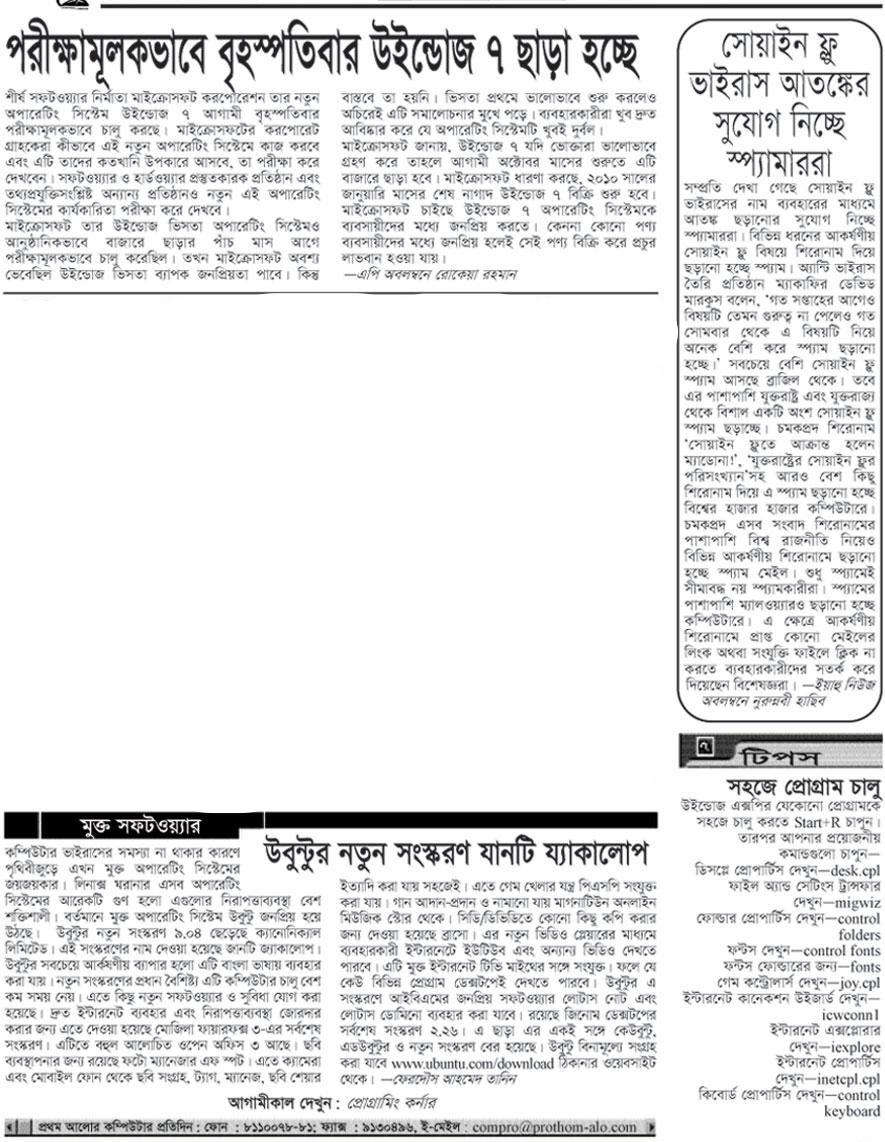 পরীক্ষামূলকভাবে বৃহস্পতিবার উইন্ডোজ ৭ ছাড়া হচ্ছে
শীর্ষ সফটওয়্যার নির্মাতা মাইক্রোসফট করপোরেশন তার নতুন
অপারেটিং সিস্টেম উইন্ডোজ ৭ আগামী বৃহস্পতিবার
পরীক্ষামূলকভাবে চালু করছে। মাইক্রোসফটের করপোরেট
গ্রাহকেরা কীভাবে এই নতুন অপারেটিং সিস্টেমে কাজ করবে
এবং এটি তাদের কতখানি উপকারে আসবে, তা পরীক্ষা করে
দেখবেন। সফটওয়্যার ও হার্ডওয়্যার প্রস্তুতকারক প্রতিষ্ঠান এবং
তথ্যপ্রযুক্তিসংশ্লিষ্ট অন্যান্য প্রতিষ্ঠানও নতুন এই অপারেটিং
সিস্টেমের কার্যকারিতা পরীক্ষা করে দেখবে।
মাইক্রোসফট তার উইন্ডোজ ভিসতা অপারেটিং সিস্টেমও
আনুষ্ঠানিকভাবে বাজারে ছাড়ার পাঁচ মাস আগে
পরীক্ষামূলকভাবে চালু করেছিল। তখন মাইক্রোসফট অবশ্য
ভেবেছিল উইন্ডোজ ভিসতা ব্যাপক জনপ্রিয়তা পাবে। কিন্তু
বাস্তবে তা হয়নি। ভিসতা প্রথমে ভালোভাবে শুরু করলেও
অচিরেই এটি সমালোচনার মুখে পড়ে। ব্যবহারকারীরা খুব দ্রুত
আবিষ্কার করে যে অপারেটিং সিস্টেমটি খুবই দুর্বল।
মাইক্রোসফট জানায়, উইন্ডোজ ৭ যদি ভোক্তারা ভালোভাবে
গ্রহণ করে তাহলে আগামী অক্টোবর মাসের শুরুতে এটি
বাজারে ছাড়া হবে। মাইক্রোসফট ধারণা করছে, ২০১০ সালের
জানুয়ারি মাসের শেষ নাগাদ উইন্ডোজ ৭ বিক্রি শুরু হবে।
মাইক্রোসফট চাইছে উইন্ডোজ ৭ অপারেটিং সিস্টেমকে
ব্যবসায়ীদের মধ্যে জনপ্রিয় করতে। কেননা কোনো পণ্য
ব্যবসায়ীদের মধ্যে জনপ্রিয় হলেই সেই পণ্য বিক্রি করে প্রচুর
লাভবান হওয়া যায়।
—এপি অবলম্বনে রোকেয়া রহমান
সোয়াইন ফ্লু
ভাইরাস আতঙ্কের
সুযোগ নিচ্ছে
স্প্যামাররা
সম্প্রতি দেখা গেছে সোয়াইন ফ্লু
ভাইরাসের নাম ব্যবহারের মাধ্যমে
আতঙ্ক ছড়ানোর সুযোগ নিচ্ছে
স্প্যামাররা। বিভিন্ন ধরনের আকর্ষণীয়
সোয়াইন ফ্লু বিষয়ে শিরোনাম দিয়ে
ছড়ানো হচ্ছে স্প্যাম। অ্যান্টি ভাইরাস
তৈরি প্রতিষ্ঠান ম্যাকাফির ডেভিড
মারকুস বলেন, ‘গত সপ্তাহের আগেও
বিষয়টি তেমন গুরুত্ব না পেলেও গত
সোমবার থেকে এ বিষয়টি নিয়ে
অনেক বেশি করে স্প্যাম ছড়ানো
হচ্ছে।’ সবচেয়ে বেশি সোয়াইন ফ্লু
স্প্যাম আসছে ব্রাজিল থেকে। তবে
এর পাশাপাশি যুক্তরাষ্ট্র এবং যুক্তরাজ্য
থেকে বিশাল একটি অংশ সোয়াইন ফ্লু
স্প্যাম ছড়াচ্ছে। চমকপ্রদ শিরোনাম
‘সোয়াইন ফ্লুতে আক্রান্ত হলেন
ম্যাডোনা!’, ‘যুক্তরাষ্ট্রের সোয়াইন ফ্লুর
পরিসংখ্যান’সহ আরও বেশ কিছু
শিরোনাম দিয়ে এ স্প্যাম ছড়ানো হচ্ছে
বিশ্বের হাজার হাজার কম্পিউটারে।
চমকপ্রদ এসব সংবাদ শিরোনামের
পাশাপাশি বিশ্ব রাজনীতি নিয়েও
বিভিন্ন আকর্ষণীয় শিরোনামে ছড়ানো
হচ্ছে স্প্যাম মেইল। শুধু স্প্যামেই
সীমাবদ্ধ নয় স্প্যামকারীরা। স্প্যামের
পাশাপাশি ম্যালওয়্যারও ছড়ানো হচ্ছে
কম্পিউটারে। এ ক্ষেত্রে আকর্ষণীয়
শিরোনামে প্রাপ্ত কোনো মেইলের
লিংক অথবা সংযুক্তি ফাইলে ক্লিক না
করতে ব্যবহারকারীদের সতর্ক করে
দিয়েছেন বিশেষজ্ঞরা। —ইয়াহু নিউজ
অবলম্বনে নুরুন্নবী হাছিব
টিপস
সহজে প্রোগ্রাম চালু
উইন্ডোজ এক্সপির যেকোনো প্রোগ্রামকে
সহজে চালু করতে Start+R চাপুন।
তারপর আপনার প্রয়োজনীয়
কমান্ডগুলো চাপুন—
ডিসপ্লে প্রোপার্টিস দেখুন—desk.cpl
ফাইল অ্যান্ড সেটিংস ট্রান্সফার
দেখুন—migwiz
ফোল্ডার প্রোপার্টিস দেখুন—control
folders
ফন্টস দেখুন—control fonts
ফন্টস ফোল্ডারের জন্য—fonts
গেম কন্ট্রোলার্স দেখুন—joy.cpl
ইন্টারনেট কানেকশন উইজার্ড দেখুন—
icwconn1
ইন্টারনেট এক্সপ্লোরার
দেখুন—iexplore
ইন্টারনেট প্রোপার্টিস
দেখুন—inetcpl.cpl
কিবোর্ড প্রোপার্টিস দেখুন—control
keyboard
মুক্ত সফটওয়্যার
উবুন্টুর নতুন সংস্করণ যানটি য্যাকালোপ
কম্পিউটার ভাইরাসের সমস্যা না থাকার কারণে
পৃথিবীজুড়ে এখন মুক্ত অপারেটিং সিস্টেমের
জয়জয়কার। লিনাক্স ঘরানার এসব অপারেটিং
সিস্টেমের আরেকটি গুণ হলো এগুলোর নিরাপত্তাব্যবস্থা বেশ
শক্তিশালী। বর্তমানে মুক্ত অপারেটিং সিস্টেম উবুন্টু জনপ্রিয় হয়ে
উঠছে। উবুন্টুর নতুন সংস্করণ ৯.০৪ ছেড়েছে ক্যানোনিক্যাল
লিমিটেড। এই সংস্করণের নাম দেওয়া হয়েছে জানটি জ্যাকালোপ।
উবুন্টুর সবচেয়ে আকর্ষণীয় ব্যাপার হলো এটি বাংলা ভাষায় ব্যবহার
করা যায়। নতুন সংস্করণের প্রধান বৈশিষ্ট্য এটি কম্পিউটার চালু বেশ
কম সময় নেয়। এতে কিছু নতুন সফটওয়্যার ও সুবিধা যোগ করা
হয়েছে। দ্রুত ইন্টারনেট ব্যবহার এবং নিরাপত্তাব্যবস্থা জোরদার
করার জন্য এতে দেওয়া হয়েছে মোজিলা ফায়ারফক্স ৩-এর সর্বশেষ
সংস্করণ। এটিতে বহুল আলোচিত ওপেন অফিস ৩ আছে। ছবি
ব্যবস্থাপনার জন্য রয়েছে ফটো ম্যানেজার এফ স্পট। এতে ক্যামেরা
এবং মোবাইল ফোন থেকে ছবি সংগ্রহ, ট্যাগ, ম্যানেজ, ছবি শেয়ার
ইত্যাদি করা যায় সহজেই। এতে গেম খেলার যন্ত্র পিএসপি সংযুক্ত
করা যায়। গান আদান-প্রদান ও নামানো যায় মাগনাটিউন অনলাইন
মিউজিক স্টোর থেকে। সিডি/ডিভিডিতে কোনো কিছু কপি করার
জন্য দেওয়া হয়েছে ব্রাসো। এর নতুন ভিডিও প্লেয়ারের মাধ্যমে
ব্যবহারকারী ইন্টারনেটে ইউটিউব এবং অন্যান্য ভিডিও দেখতে
পারবে। এটি মুক্ত ইন্টারনেট টিভি মাইথের সঙ্গে সংযুক্ত। ফলে যে
কেউ বিভিন্ন প্রোগ্রাম ডেক্সটপেই দেখতে পারবে। উবুন্টুর এ
সংস্করণে আইবিএমের জনপ্রিয় সফটওয়্যার লোটাস নোট এবং
লোটাস ডোমিনো ব্যবহার করা যাবে। রয়েছে জিনোম ডেক্সটপের
সর্বশেষ সংস্করণ ২.২৬। এ ছাড়া এর একই সঙ্গে কেউবুন্টু,
এডউবুন্টুর ও নতুন সংস্করণ বের হয়েছে। উবুন্টু বিনামূল্যে সংগ্রহ
করা যাবে www.ubuntu.com/download ঠিকানার ওয়েবসাইট
থেকে। —ফেরদৌস আহমেদ তানিন
আগামীকাল দেখুন : প্রোগ্রামিং কর্নার
প্রথম আলোর কম্পিউটার প্রতিদিন : ফোন : ৮১১০০৭৮-৮১; ফ্যাক্স : ৯১৩০৪৯৬, ই-মেইল : compro@prothom-alo.com